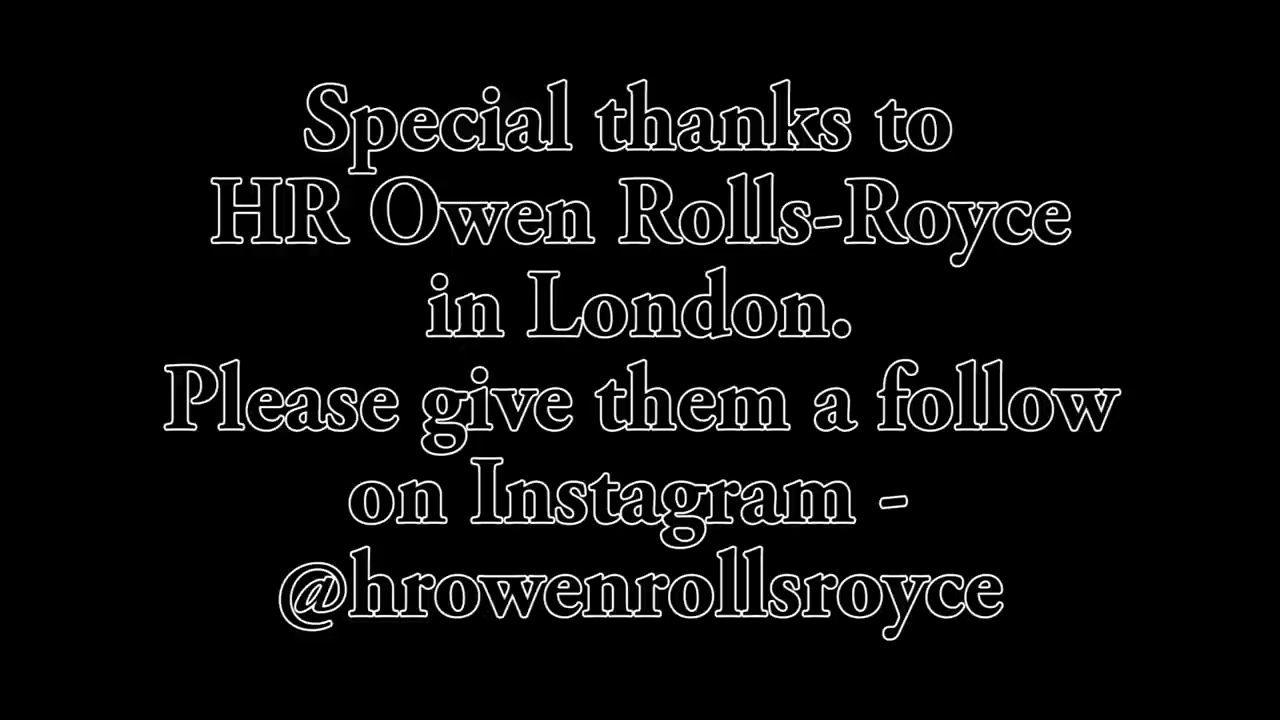 Special thanks to
HR Owen Rolls-Royce
in London.
Please give them a follow
on Instagram -
@hrowenrollsroyce